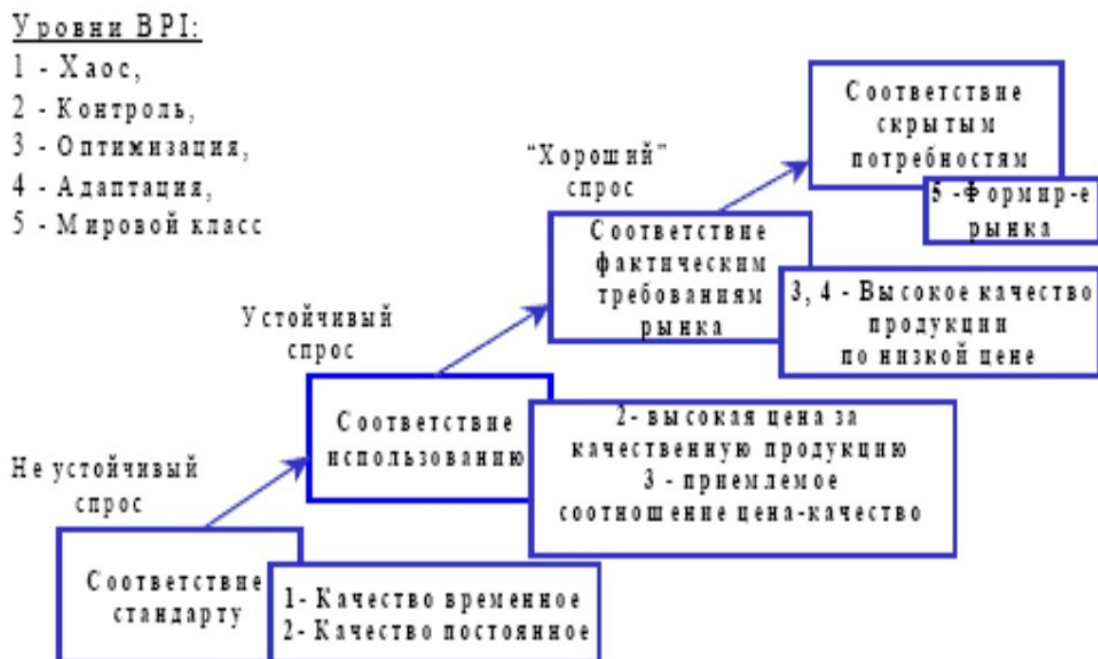 Уровни BPI:
1 - Хаос,
2 - Контроль,
3 - Оптимизация,
4 - Адаптация,
5 - Мировой класс
Соответствие
скрытым
потребностям
5 -Формир-е
рынка
“Хороший”
спрос
Соответствие
фактическим
требованиям
рынка
3, 4 - Высокое качество
продукции
по низкой цене
Устойчивый
спрос
Соответствие
использованию
2- высокая цена за
качественную продукцию
3 - приемлемое
соотношение цена-качество
Не устойчивый
спрос
Соответствие
стандарту
1- Качество временное
2- Качество постоянное